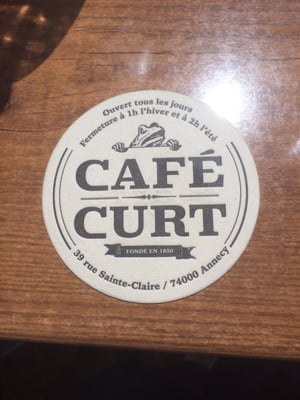 Ouvert tous les jours
Fermeture à 1h l'hiver et à 2h l'été
CAFÉ
CURT
FONDÉ EN 1850
39 rue Sainte-Claire / 74000 Annecy